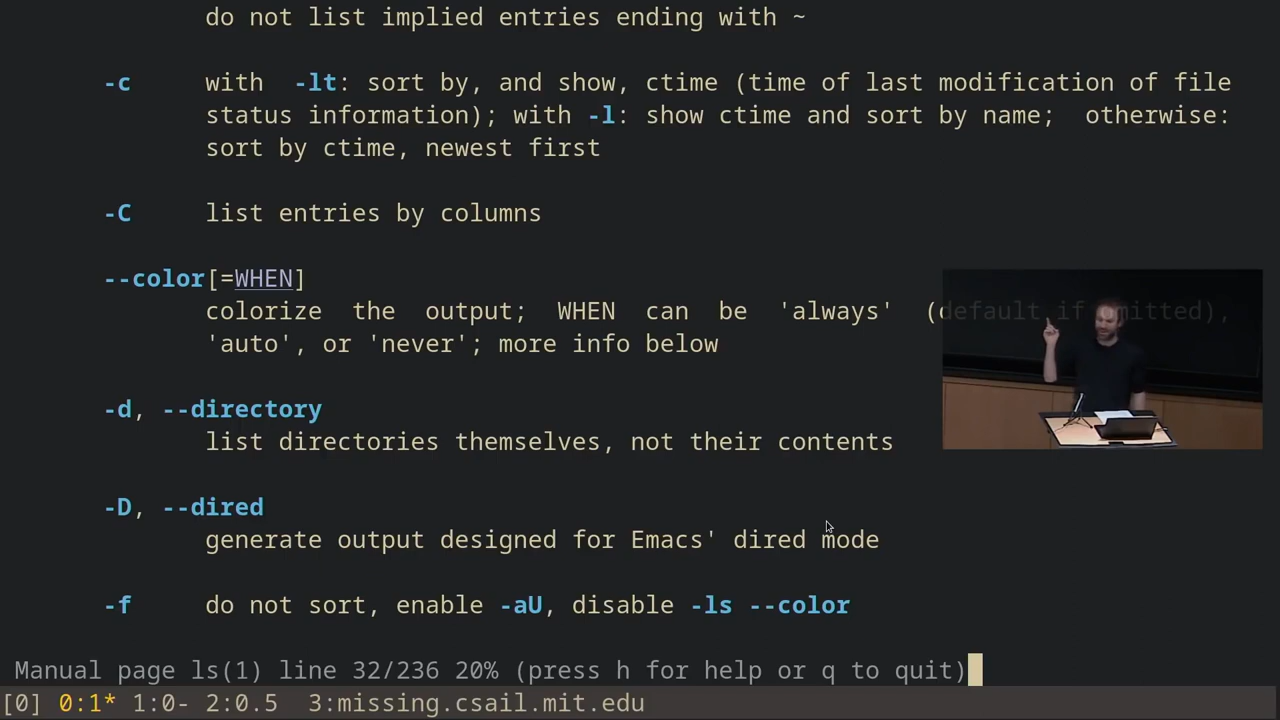 do not list implied entries ending with ~
-c with -lt: sort by, and show, ctime (time of last modification of file
status information); with -l: show ctime and sort by name; otherwise:
sort by ctime, newest first
-C list entries by columns
--color[=WHEN]
colorize the output; WHEN can be 'always' (default if omitted),
'auto', or 'never'; more info below
-d, --directory
list directories themselves, not their contents
-D, --dired
generate output designed for Emacs' dired mode
-f do not sort, enable -aU, disable -ls --color
Manual page ls(1) line 32/236 20% (press h for help or q to quit)
[0] 0:1* 1:0- 2:0.5 3:missing.csail.mit.edu